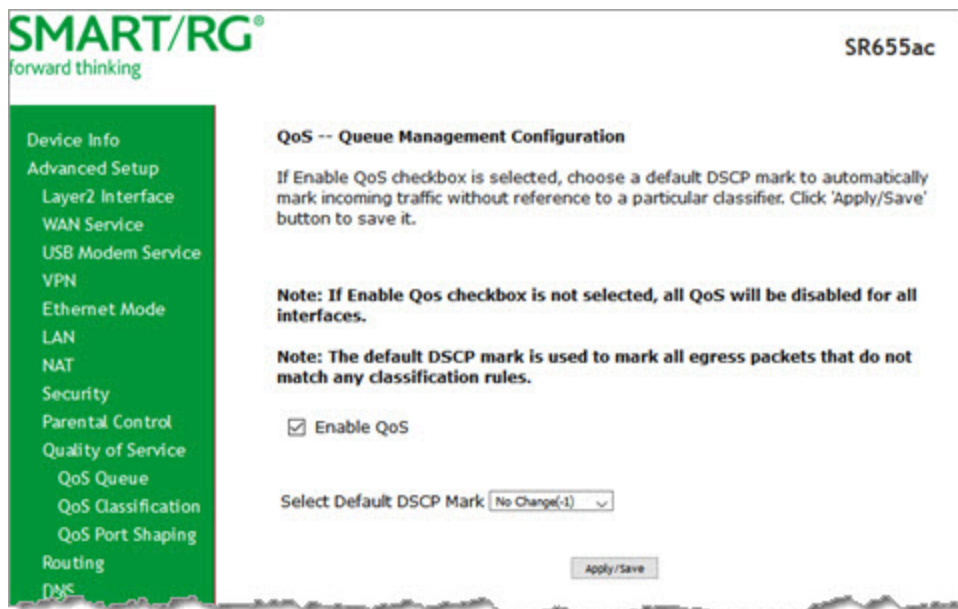 SMART/RG®
forward thinking
SR655ac
Device Info
Advanced Setup
Layer2 Interface
WAN Service
USB Modem Service
VPN
Ethernet Mode
LAN
NAT
Security
Parental Control
Quality of Service
QoS Queue
QoS Classification
QoS Port Shaping
Routing
DNS
QoS -- Queue Management Configuration
If Enable QoS checkbox is selected, choose a default DSCP mark to automatically
mark incoming traffic without reference to a particular classifier. Click 'Apply/Save'
button to save it.
Note: If Enable Qos checkbox is not selected, all QoS will be disabled for all
interfaces.
Note: The default DSCP mark is used to mark all egress packets that do not
match any classification rules.
Enable QoS
Select Default DSCP Mark No Change(-1)
Apply/Save